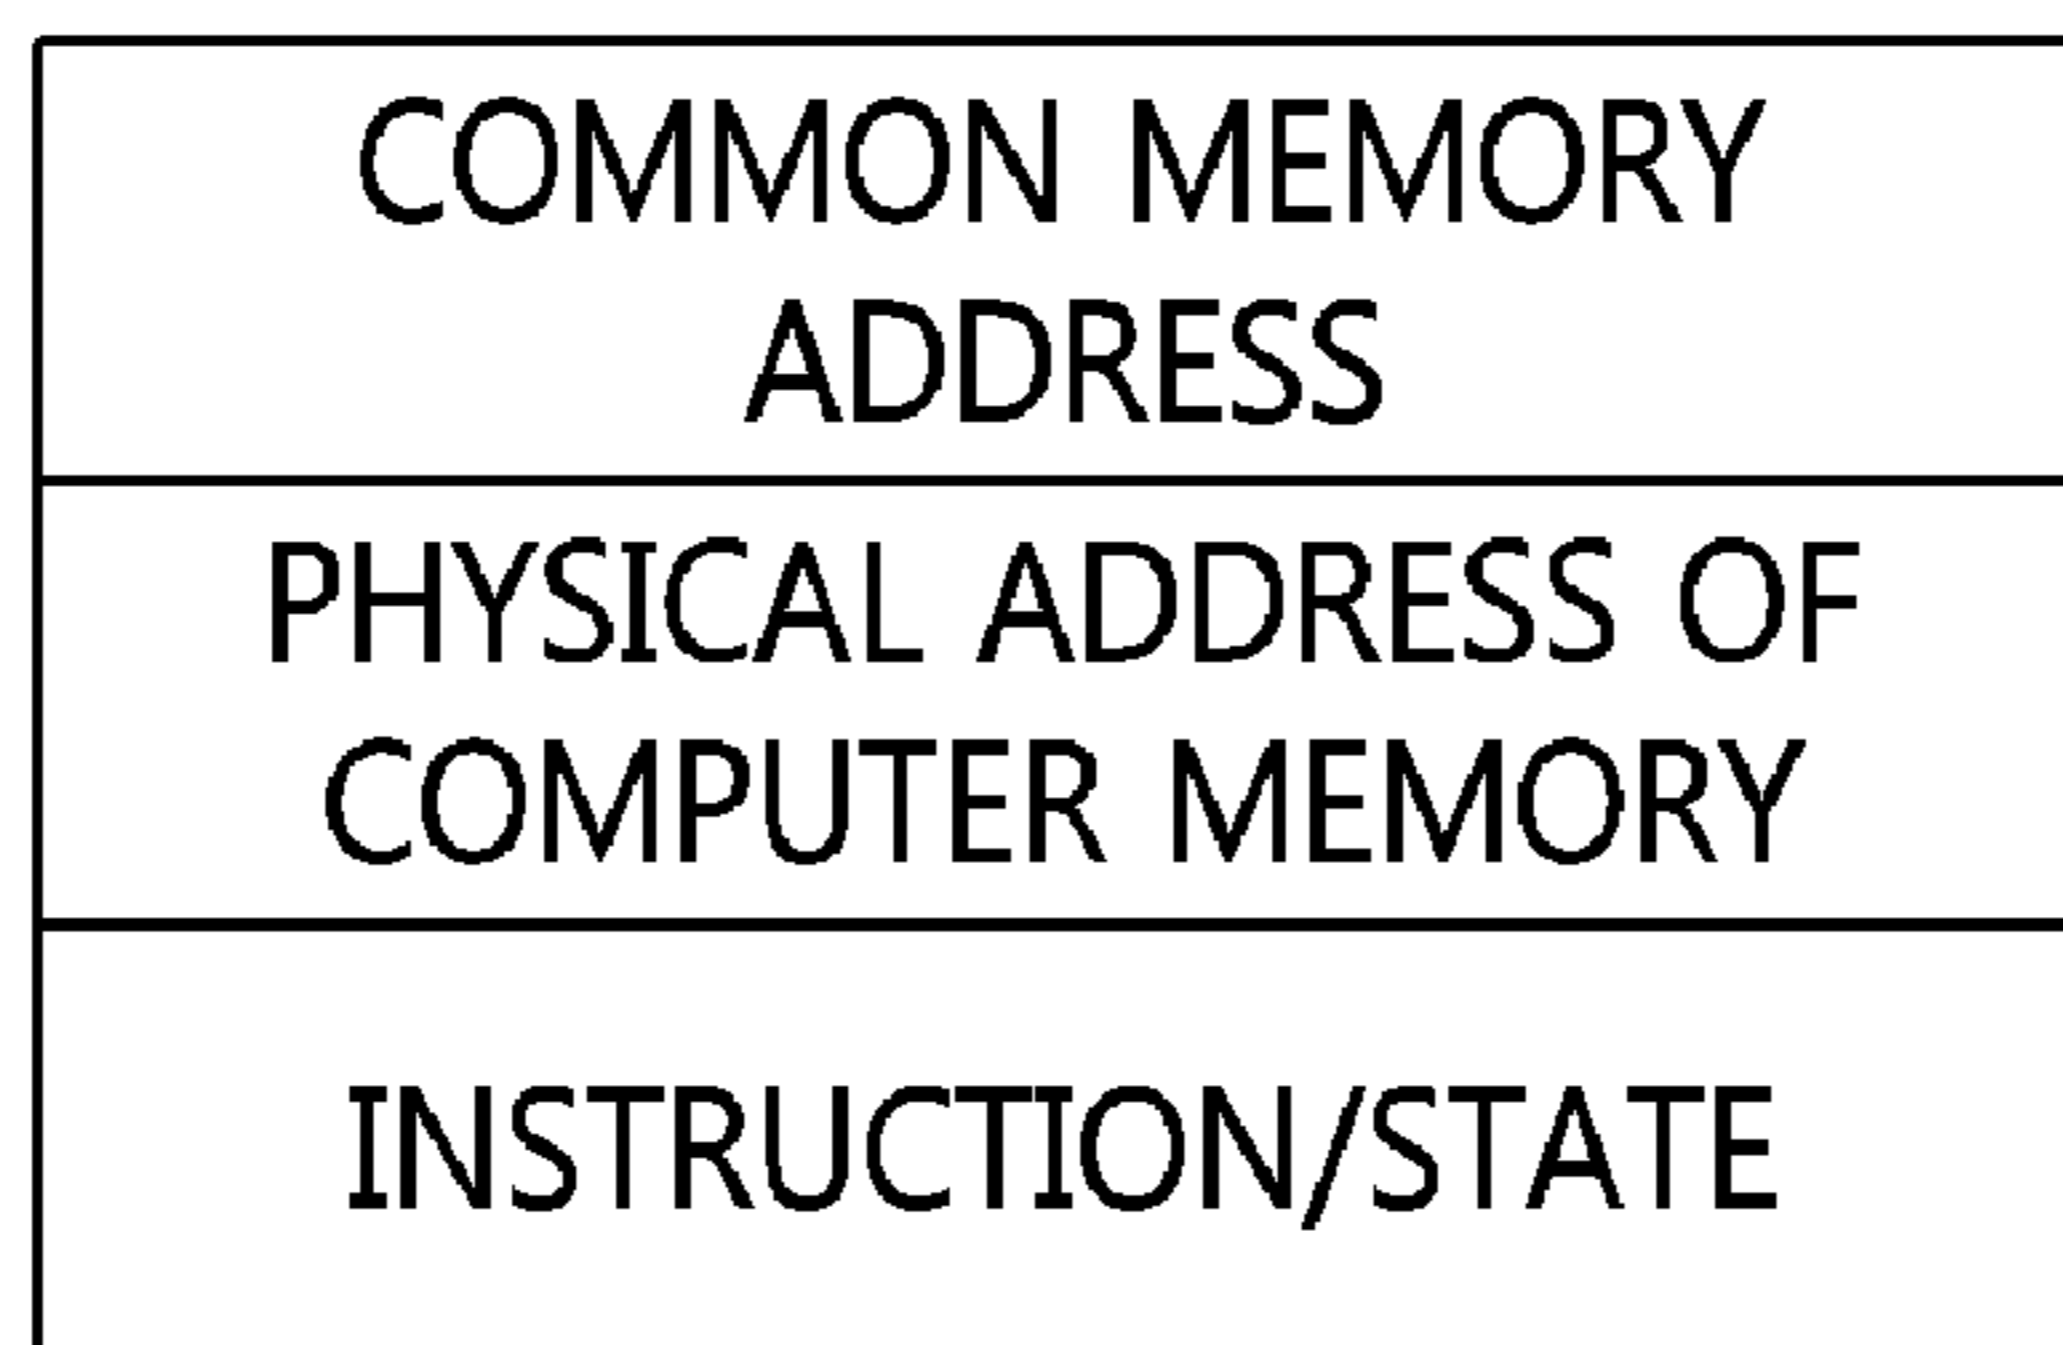 COMMON MEMORY
ADDRESS
PHYSICAL ADDRESS OF
COMPUTER MEMORY
INSTRUCTION/STATE